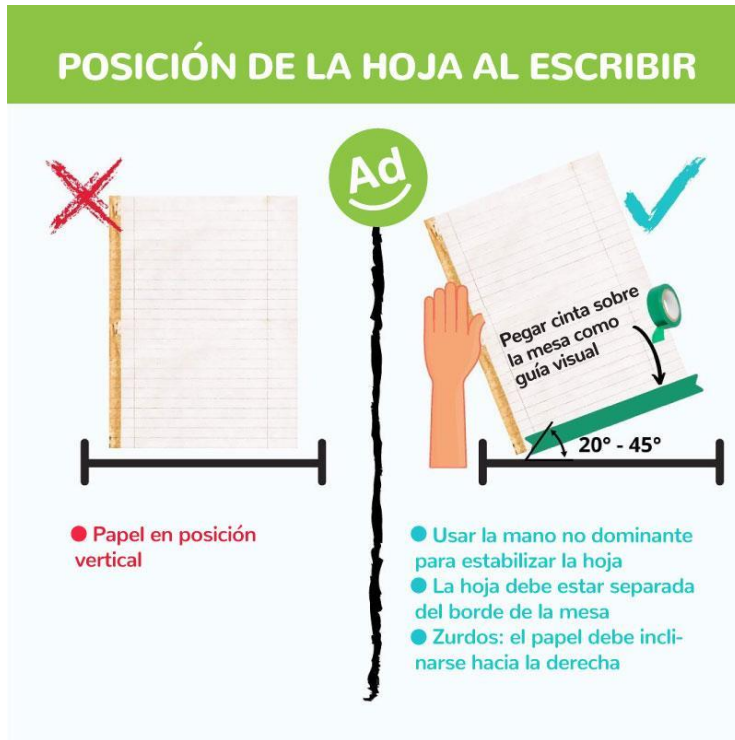 POSICIÓN DE LA HOJA AL ESCRIBIR
Ad
Pegar cinta sobre
la mesa como
guía visual
20° - 45°
● Papel en posición
vertical
● Usar la mano no dominante
para estabilizar la hoja
● La hoja debe estar separada
del borde de la mesa
● Zurdos: el papel debe incli-
narse hacia la derecha